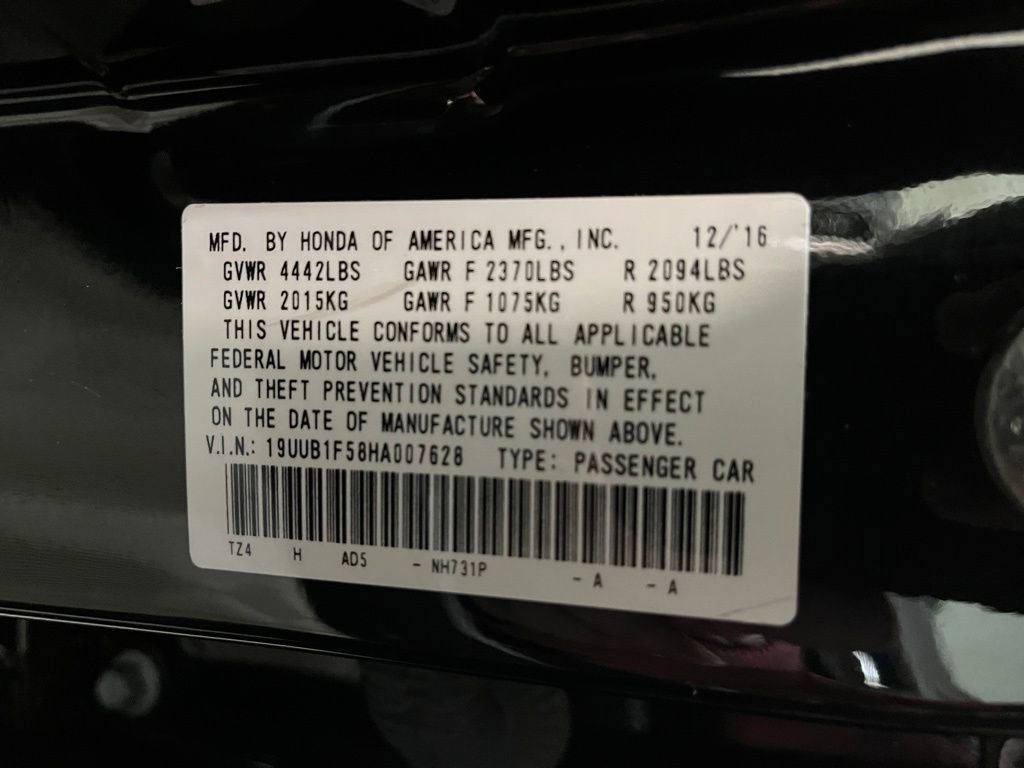 MFD. BY HONDA OF AMERICA MFG., INC. 12/'16
GVWR 4442LBS GAWR F 2370LBS R 2094LBS
GVWR 2015KG GAWR F 1075KG R 950KG
THIS VEHICLE CONFORMS TO ALL APPLICABLE
FEDERAL MOTOR VEHICLE SAFETY, BUMPER,
AND THEFT PREVENTION STANDARDS IN EFFECT
ON THE DATE OF MANUFACTURE SHOWN ABOVE.
V.I.N.: 19UUB1F58HA007628 TYPE: PASSENGER CAR
TZ4 H AD5 - NH731P - A - A